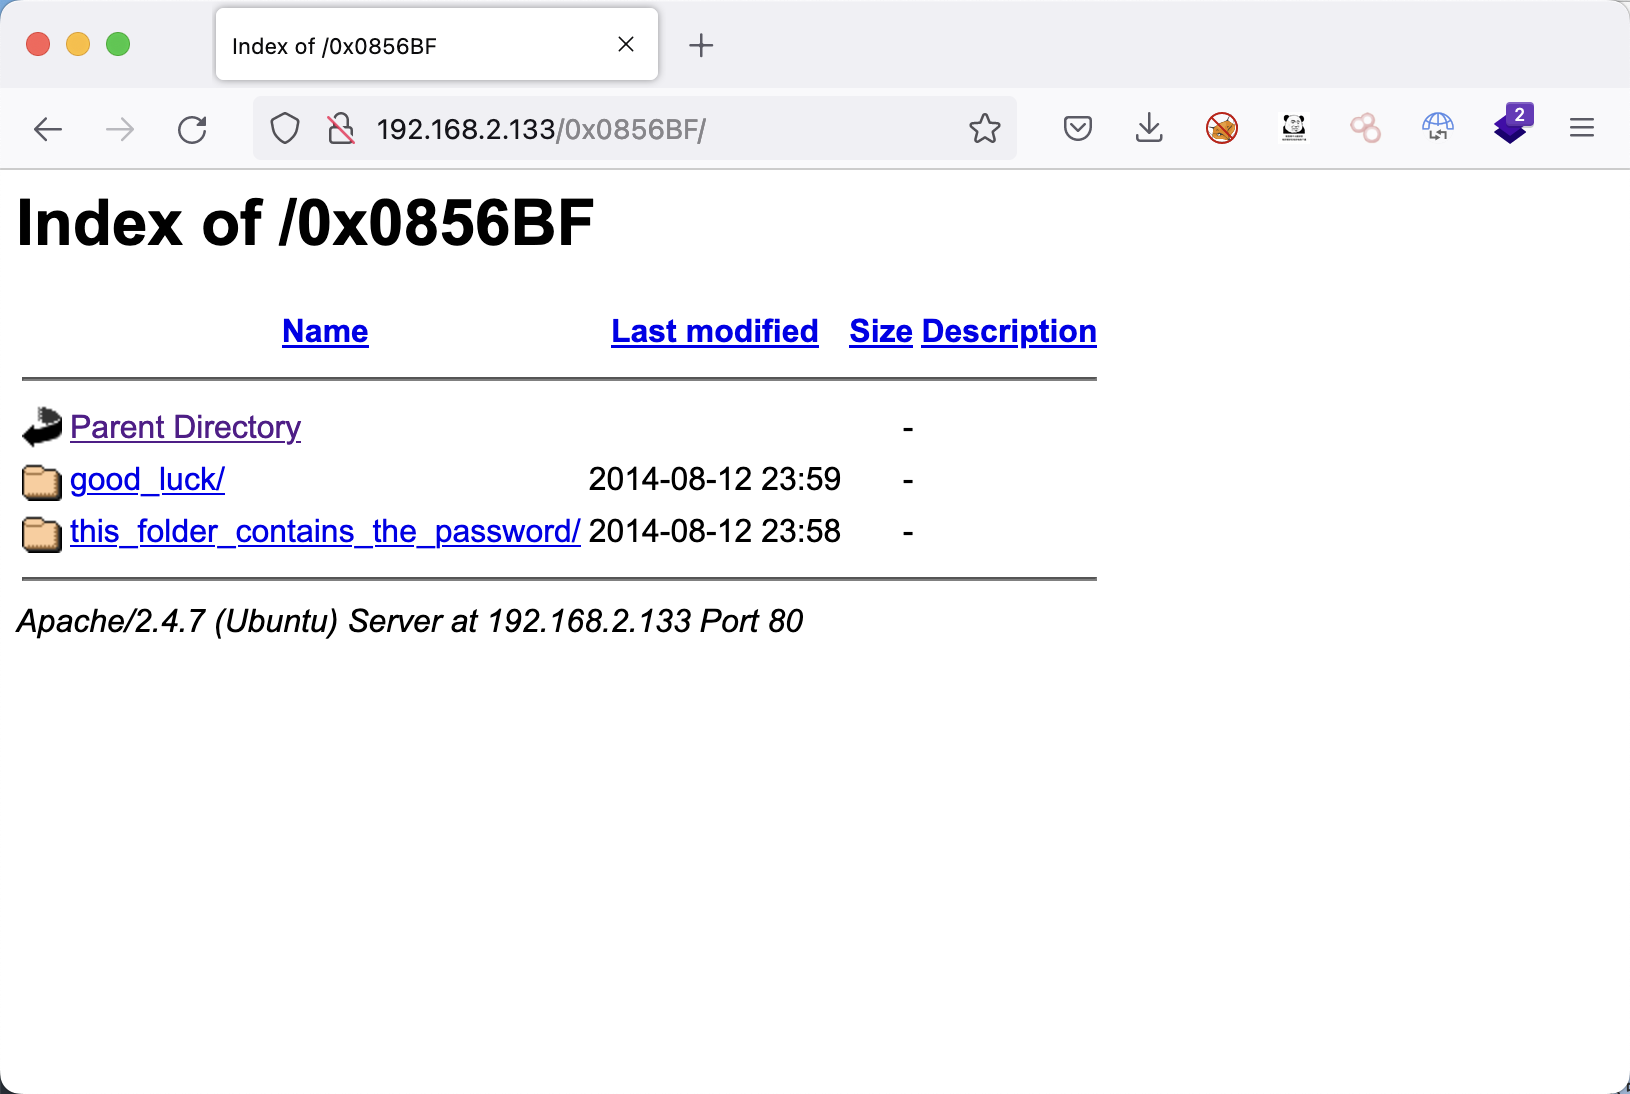 Index of /0x0856BF
192.168.2.133/0x0856BF/
2
Index of /0x0856BF
Name Last modified Size Description
Parent Directory -
good_luck/ 2014-08-12 23:59 -
this_folder_contains_the_password/ 2014-08-12 23:58 -
Apache/2.4.7 (Ubuntu) Server at 192.168.2.133 Port 80